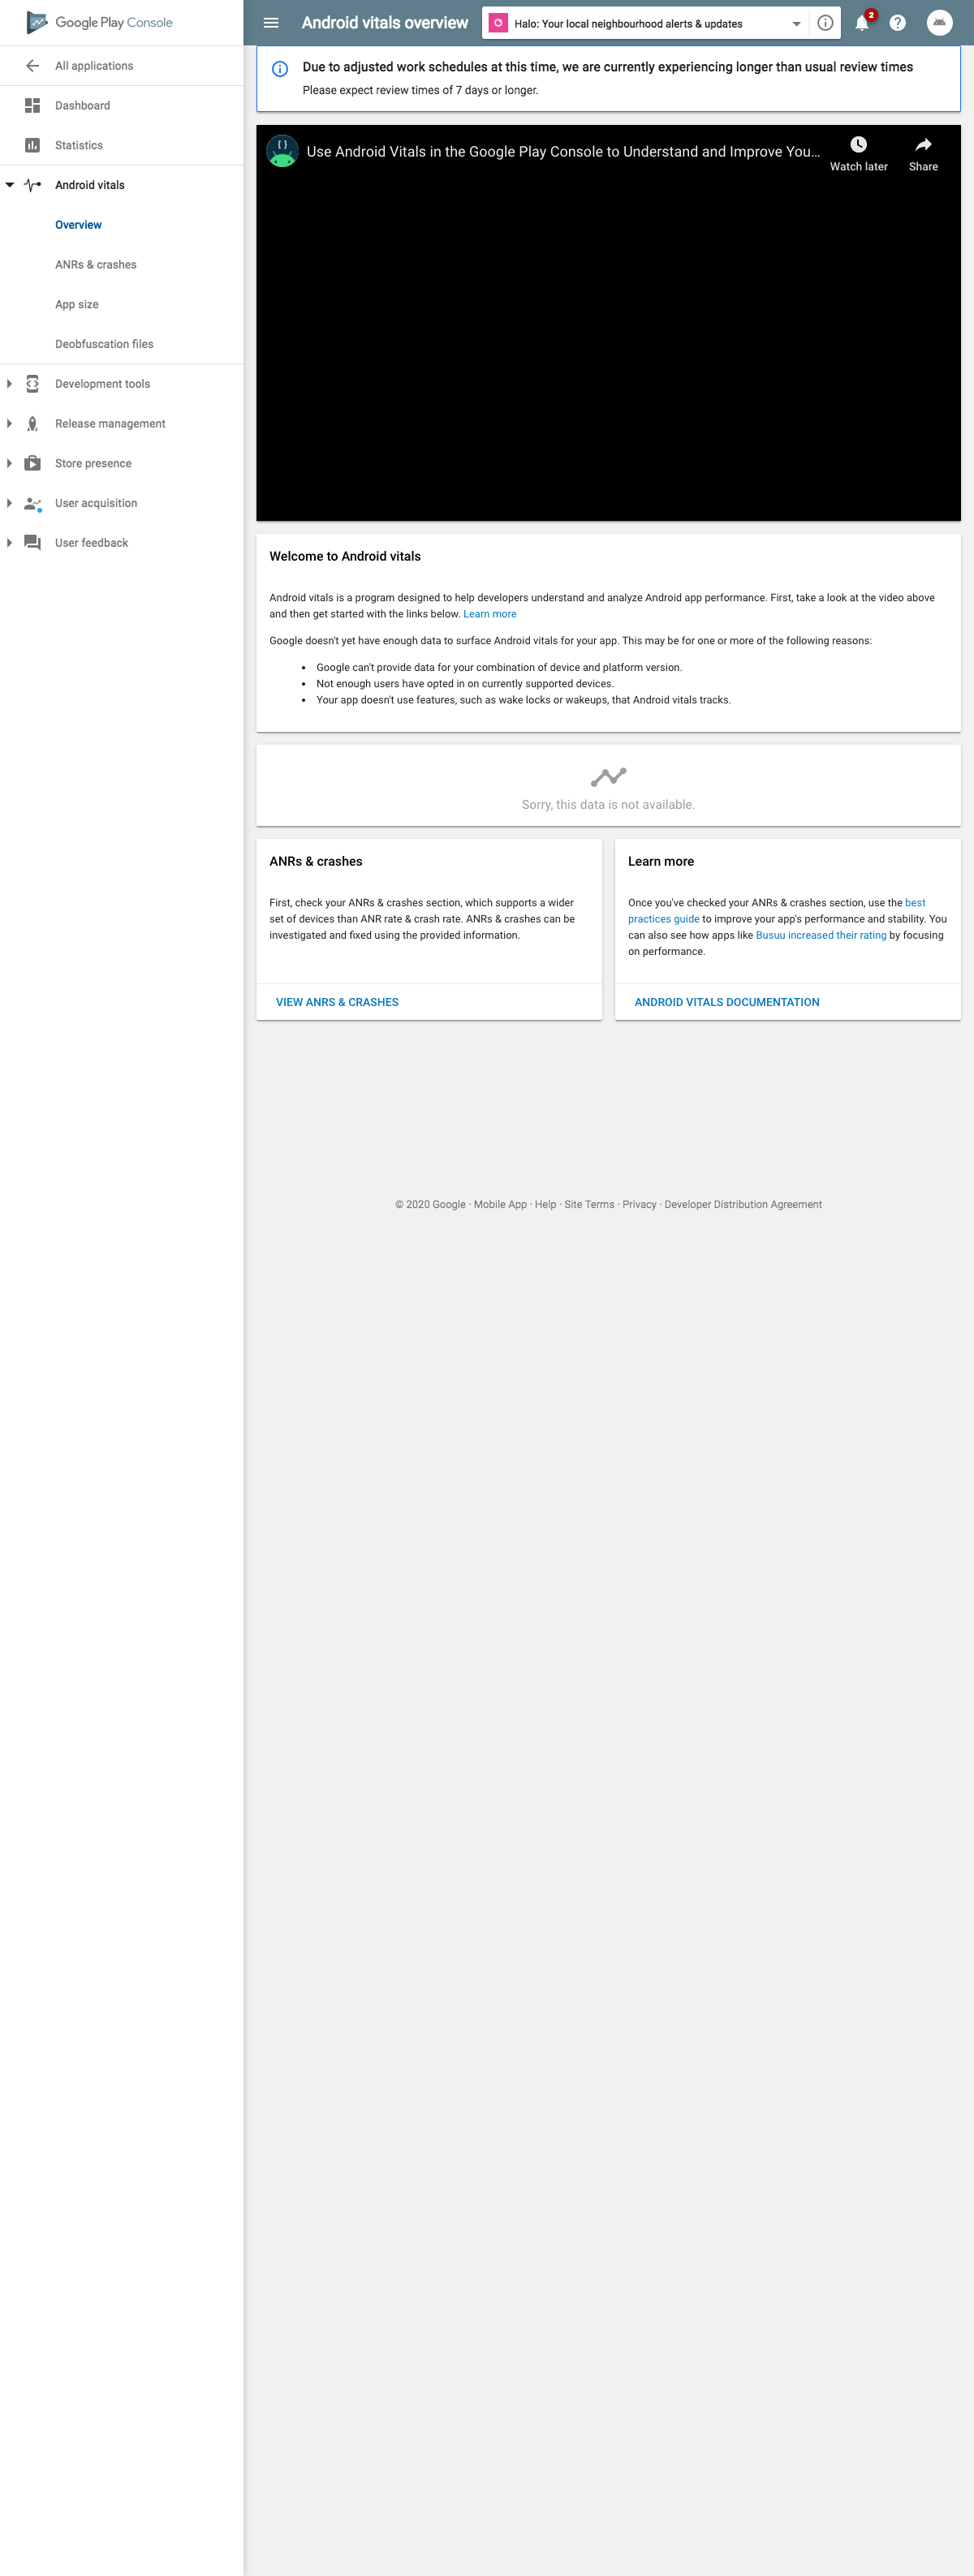 Google Play Console
All applications
Dashboard
Statistics
Android vitals
Overview
ANRs & crashes
App size
Deobfuscation files
Development tools
Release management
Store presence
User acquisition
User feedback
Android vitals overview
Halo: Your local neighbourhood alerts & updates
2
Due to adjusted work schedules at this time, we are currently experiencing longer than usual review times
Please expect review times of 7 days or longer.
Use Android Vitals in the Google Play Console to Understand and Improve You...
Watch later
Share
Welcome to Android vitals
Android vitals is a program designed to help developers understand and analyze Android app performance. First, take a look at the video above
and then get started with the links below. Learn more
Google doesn't yet have enough data to surface Android vitals for your app. This may be for one or more of the following reasons:
• Google can't provide data for your combination of device and platform version.
• Not enough users have opted in on currently supported devices.
• Your app doesn't use features, such as wake locks or wakeups, that Android vitals tracks.
Sorry, this data is not available.
ANRs & crashes
First, check your ANRs & crashes section, which supports a wider
set of devices than ANR rate & crash rate. ANRs & crashes can be
investigated and fixed using the provided information.
VIEW ANRS & CRASHES
Learn more
Once you've checked your ANRs & crashes section, use the best
practices guide to improve your app's performance and stability. You
can also see how apps like Busuu increased their rating by focusing
on performance.
ANDROID VITALS DOCUMENTATION
© 2020 Google · Mobile App · Help · Site Terms · Privacy · Developer Distribution Agreement